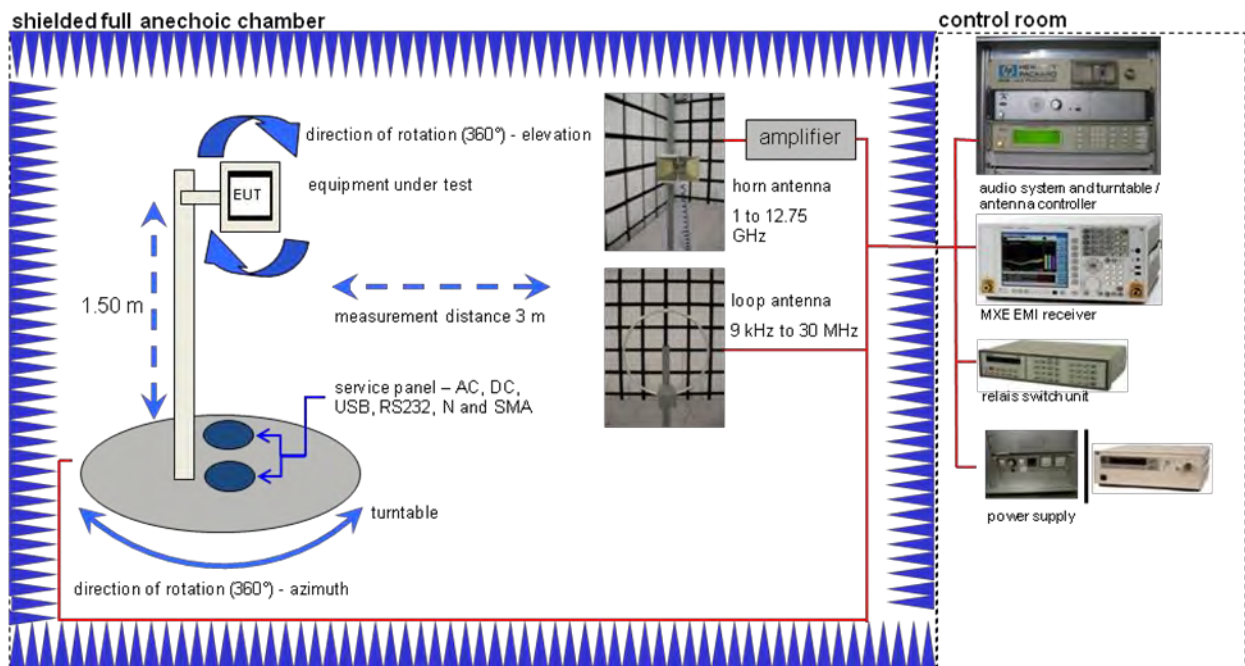 shielded full anechoic chamber
control room
direction of rotation (360°) - elevation
EUT
equipment under test
1.50 m
measurement distance 3 m
service panel – AC, DC,
USB, RS232, N and SMA
turntable
direction of rotation (360°) - azimuth
amplifier
horn antenna
1 to 12.75
GHz
loop antenna
9 kHz to 30 MHz
hp
PACKARD
audio system and turntable /
antenna controller
MXE EMI receiver
relais switch unit
power supply